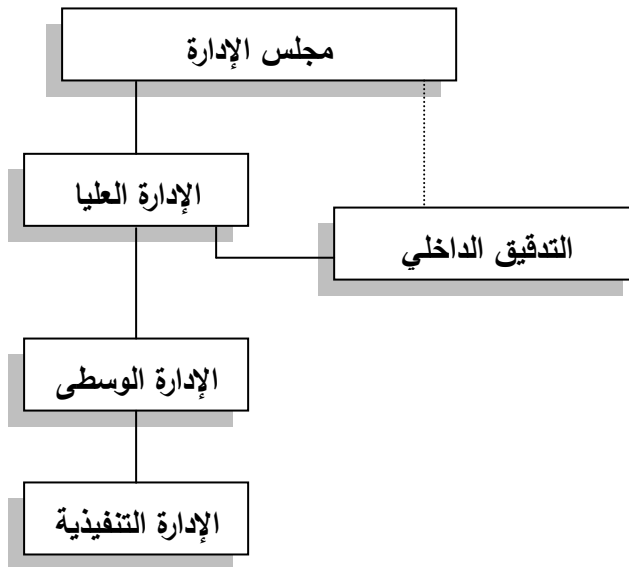 مجلس الإدارة
الإدارة العليا
التدقيق الداخلي
الإدارة الوسطى
الإدارة التنفيذية